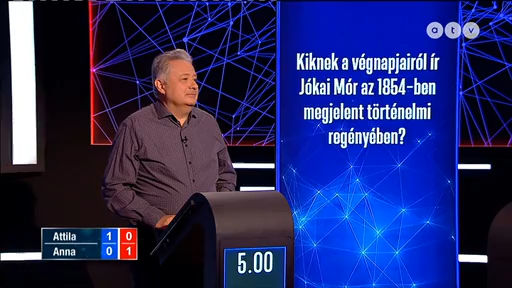 atv
Kiknek a végnapjairól ír
Jókai Mór az 1854-ben
megjelent történelmi
regényében?
Attila 1 0
Anna 0 1
5.00